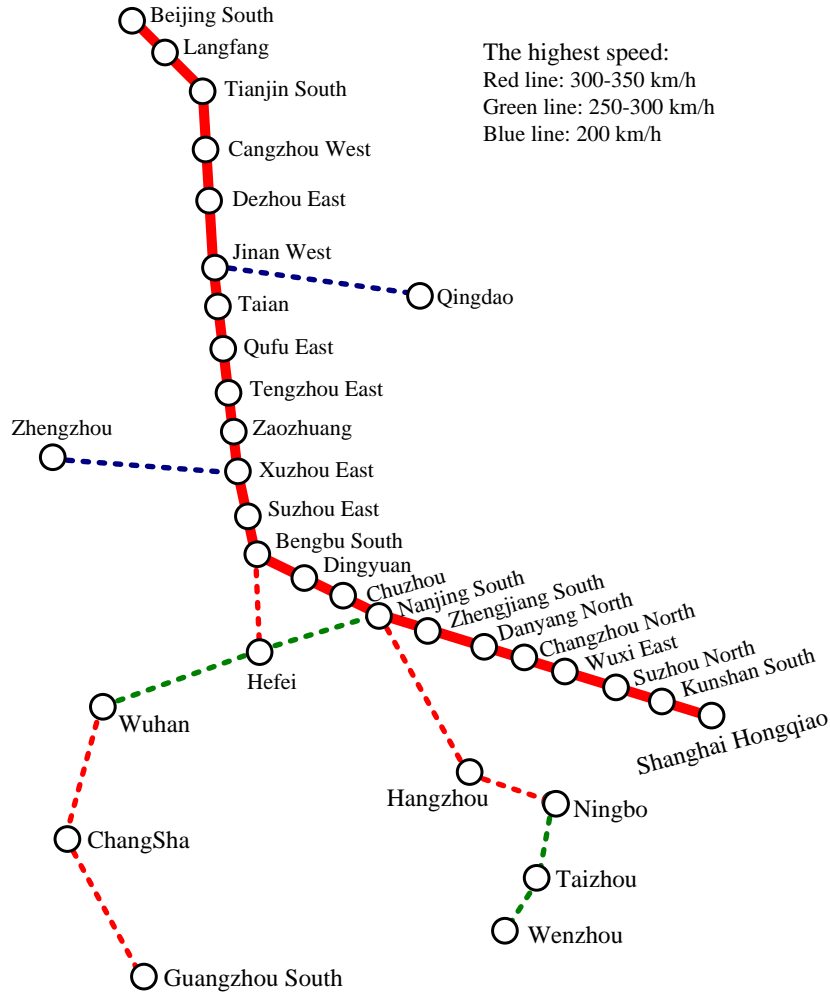 Beijing South
Langfang
The highest speed:
Red line: 300-350 km/h
Green line: 250-300 km/h
Blue line: 200 km/h
Tianjin South
Cangzhou West
Dezhou East
Jinan West
Qingdao
Taian
Qufu East
Tengzhou East
Zhengzhou
Zaozhuang
Xuzhou East
Suzhou East
Bengbu South
Dingyuan
Chuzhou
Nanjing South
Zhengjiang South
Danyang North
Changzhou North
Wuxi East
Suzhou North
Kunshan South
Shanghai Hongqiao
Hefei
Wuhan
Hangzhou
Ningbo
ChangSha
Taizhou
Wenzhou
Guangzhou South